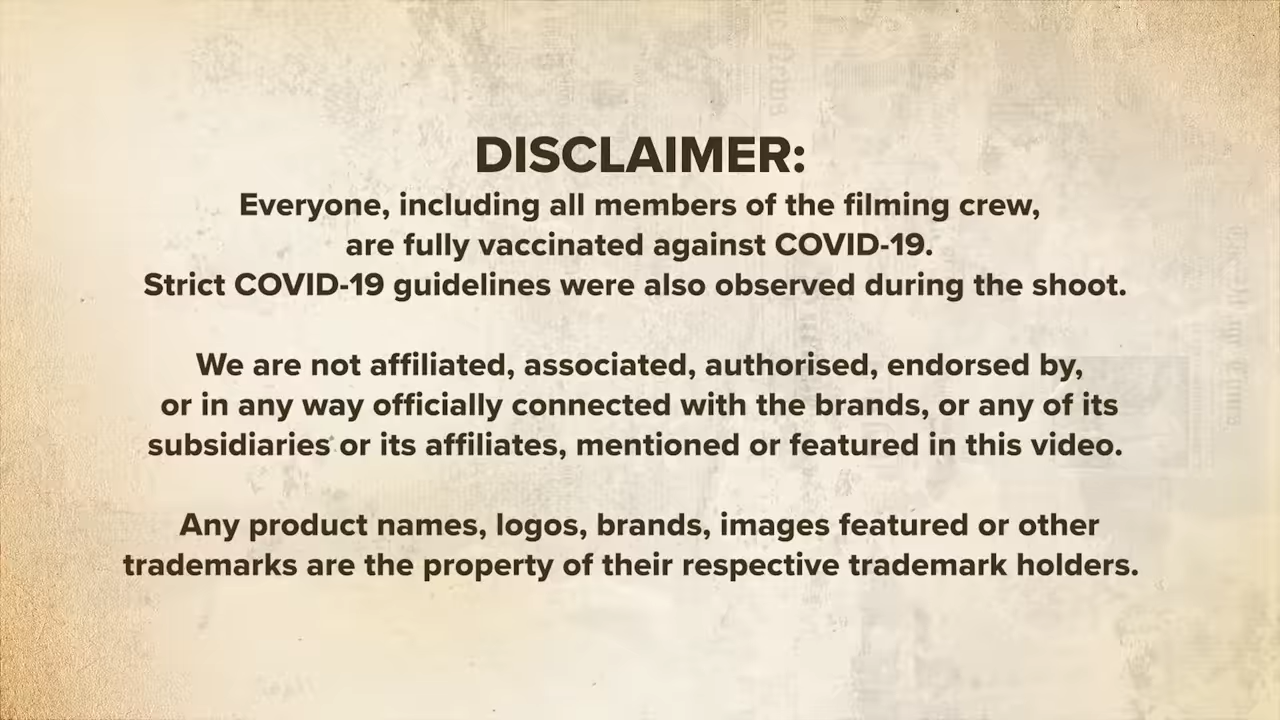 DISCLAIMER:
Everyone, including all members of the filming crew,
are fully vaccinated against COVID-19.
Strict COVID-19 guidelines were also observed during the shoot.
We are not affiliated, associated, authorised, endorsed by,
or in any way officially connected with the brands, or any of its
subsidiaries or its affiliates, mentioned or featured in this video.
Any product names, logos, brands, images featured or other
trademarks are the property of their respective trademark holders.